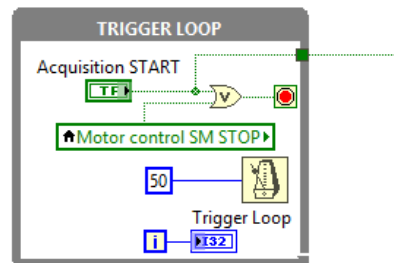 TRIGGER LOOP
Acquisition START
TF
V
Motor control SM STOP
50
Trigger Loop
i
I32